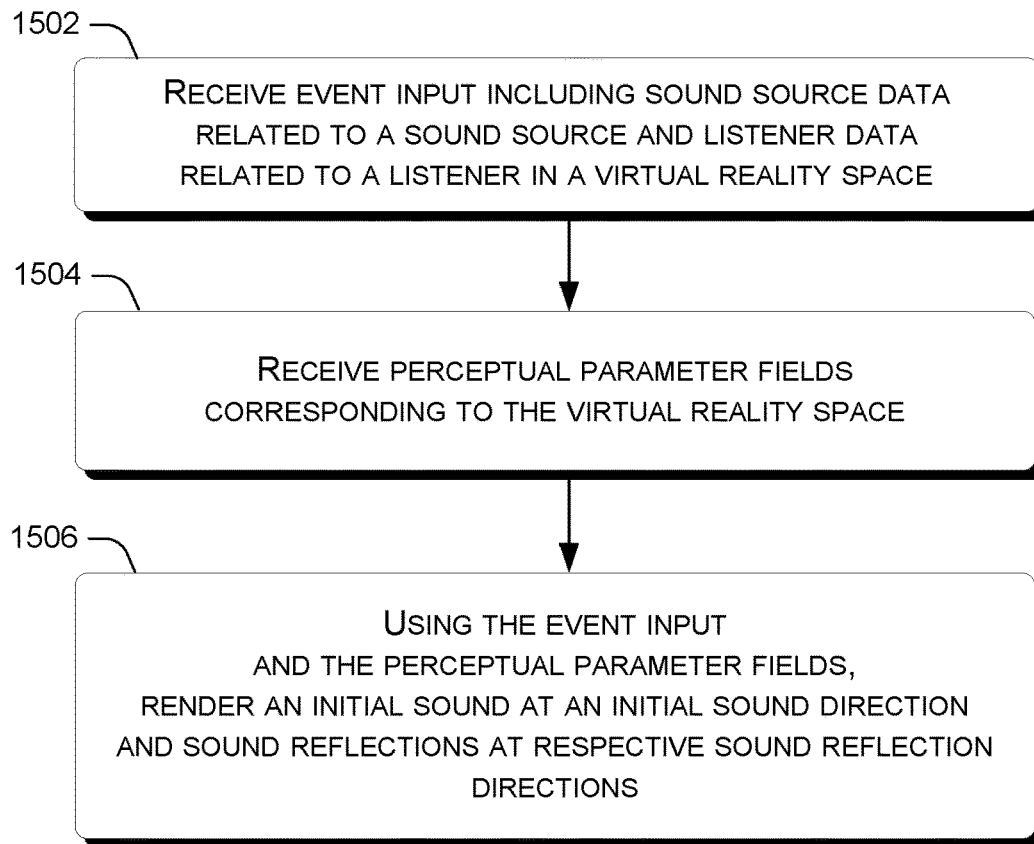 1502
RECEIVE EVENT INPUT INCLUDING SOUND SOURCE DATA
RELATED TO A SOUND SOURCE AND LISTENER DATA
RELATED TO A LISTENER IN A VIRTUAL REALITY SPACE
1504
RECEIVE PERCEPTUAL PARAMETER FIELDS
CORRESPONDING TO THE VIRTUAL REALITY SPACE
1506
USING THE EVENT INPUT
AND THE PERCEPTUAL PARAMETER FIELDS,
RENDER AN INITIAL SOUND AT AN INITIAL SOUND DIRECTION
AND SOUND REFLECTIONS AT RESPECTIVE SOUND REFLECTION
DIRECTIONS